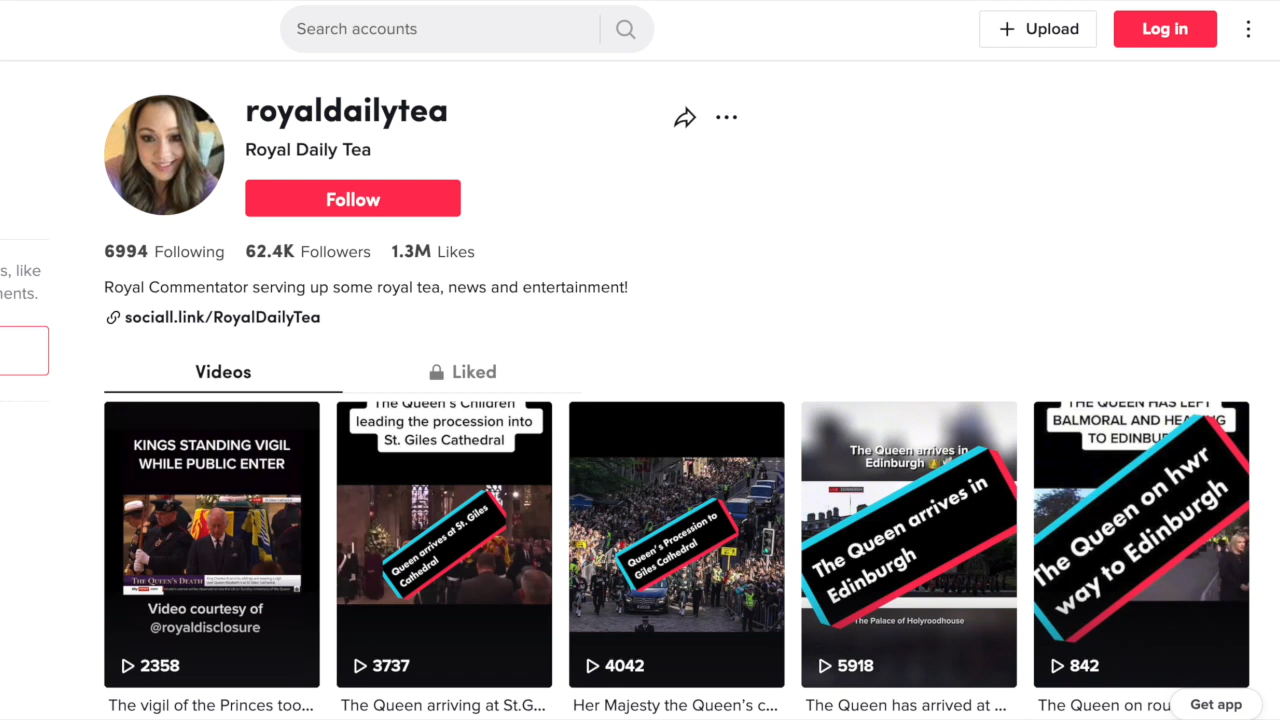 Search accounts
Upload
Log in
royaldailytea
Royal Daily Tea
Follow
6994 Following 62.4K Followers 1.3M Likes
s, like
nents.
Royal Commentator serving up some royal tea, news and entertainment!
sociall.link/RoyalDailyTea
Videos
Liked
KINGS STANDING VIGIL
WHILE PUBLIC ENTER
THE QUEEN'S DEATH
Video courtesy of
@royaldisclosure
2358
The vigil of the Princes too...
The Queen's Children
leading the procession into
St. Giles Cathedral
Queen arrives at St. Giles
Cathedral
3737
The Queen arriving at St.G...
Queen's Procession to
Giles Cathedral
4042
Her Majesty the Queen's c...
The Queen arrives in
Edinburgh
The Queen arrives in
Edinburgh
The Palace of Holyroodhouse
5918
The Queen has arrived at ...
THE QUEEN HAS LEFT
BALMORAL AND HEA NG
TO EDINBU
The Queen on hwr
way to Edinburgh
842
The Queen on rou
Get app